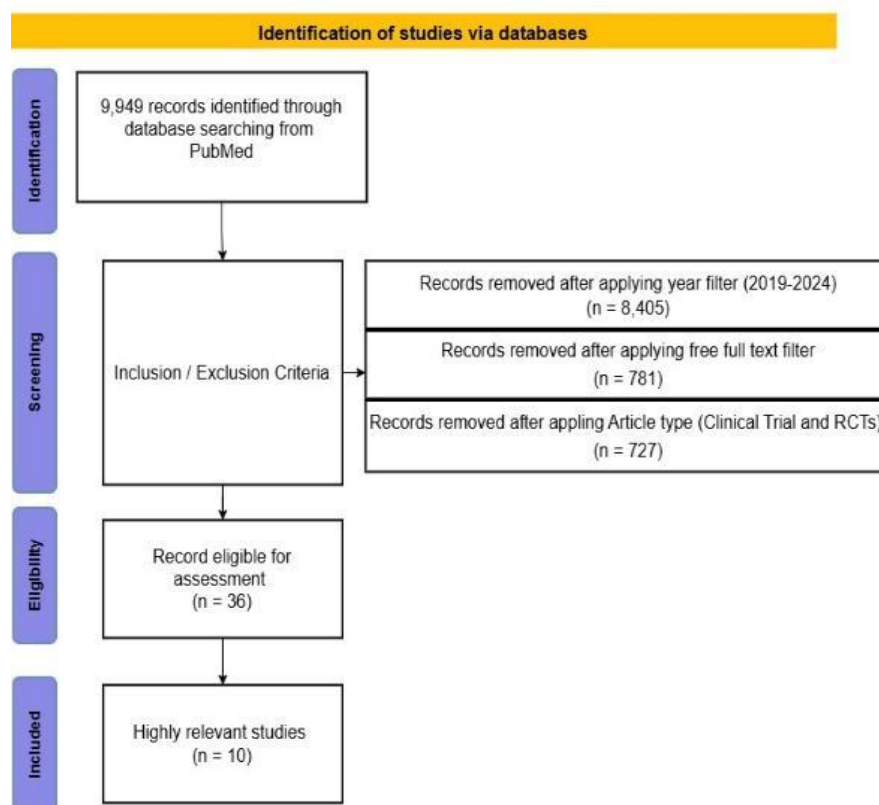 Identification of studies via databases
Identification
9,949 records identified through
database searching from
PubMed
Screening
Inclusion / Exclusion Criteria
Records removed after applying year filter (2019-2024)
(n = 8,405)
Records removed after applying free full text filter
(n = 781)
Records removed after appling Article type (Clinical Trial and RCTs)
(n = 727)
Eligibility
Record eligible for
assessment
(n = 36)
Included
Highly relevant studies
(n = 10)